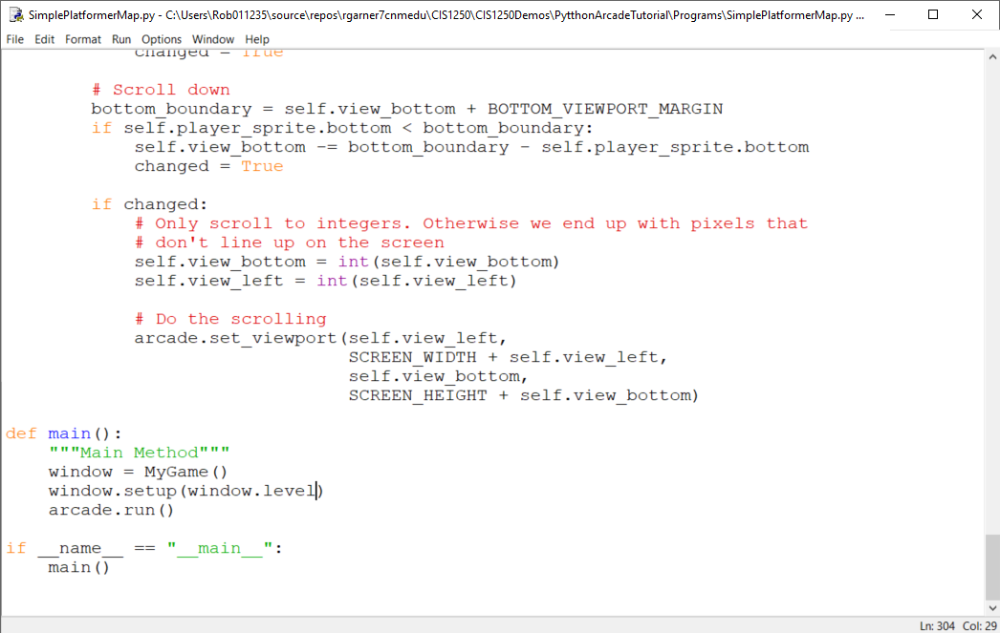 SimplePlatformerMap.py - C:\Users\Rob011235\source\repos\rgarner7cnmedu\CIS1250\CIS1250Demos\PytthonArcadeTutorial\Programs\SimplePlatformerMap.py ...
File Edit Format Run Options Window Help
changed = True
# Scroll down
bottom_boundary = self.view_bottom + BOTTOM_VIEWPORT_MARGIN
if self.player_sprite.bottom < bottom_boundary:
self.view_bottom -= bottom_boundary - self.player_sprite.bottom
changed = True
if changed:
# Only scroll to integers. Otherwise we end up with pixels that
# don't line up on the screen
self.view_bottom = int(self.view_bottom)
self.view_left = int(self.view_left)
# Do the scrolling
arcade.set_viewport(self.view_left,
SCREEN_WIDTH + self.view_left,
self.view_bottom,
SCREEN_HEIGHT + self.view_bottom)
def main():
"""Main Method"""
window = MyGame()
window.setup(window.level)
arcade.run()
if __name__ == "__main__":
main()
Ln: 304 Col: 29